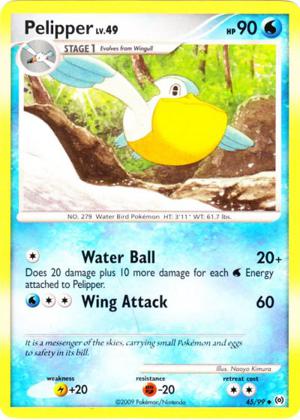 Pelipper LV.49 HP 90
STAGE 1 Evolves from Wingull
NO. 279 Water Bird Pokémon HT: 3'11" WT: 61.7 lbs.
Water Ball 20+
Does 20 damage plus 10 more damage for each Energy
attached to Pelipper.
Wing Attack 60
It is a messenger of the skies, carrying small Pokémon and eggs
to safety in its bill.
Illus. Naoyo Kimura
weakness resistance retreat cost
+20 -20
©2009 Pokémon/Nintendo 45/99